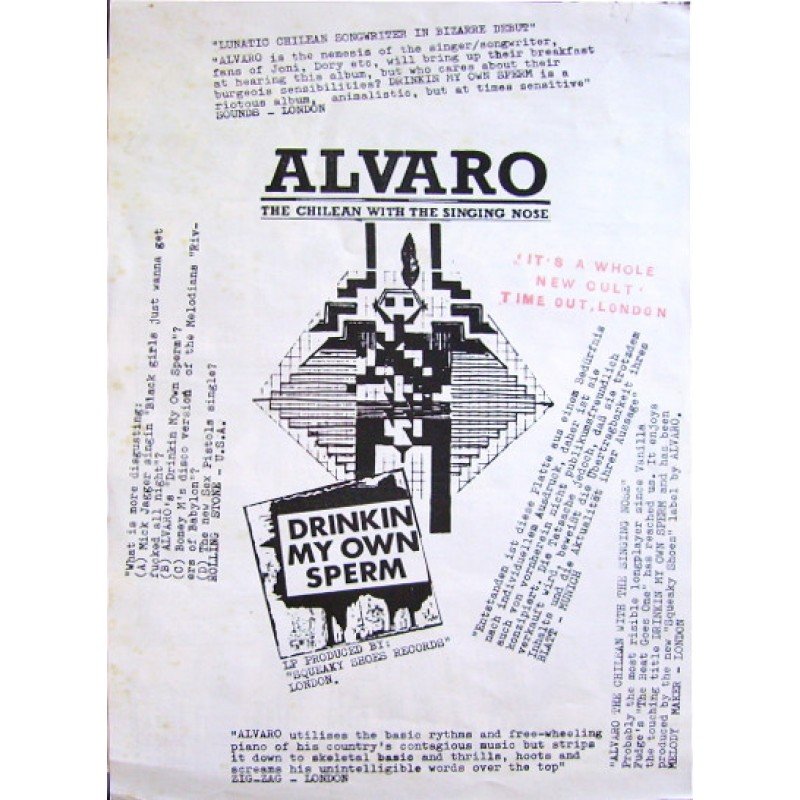 "LUNATIC CHILEAN SONGWRITER IN BIZARRE DEBUT"
"ALVARO is the nemesis of the singer/songwriter,
fans of Joni, Dory etc, will bring up their breakfast
at hearing this album, but who cares about their
burgeois sensibilities? DRINKIN MY OWN SPERM is a
riotous album, animalistic, but at times sensitive"
SOUNDS - LONDON
ALVARO
THE CHILEAN WITH THE SINGING NOSE
'IT'S A WHOLE
NEW CULT'
TIME OUT, LONDON
"What is more disgusting:
(A) Mick Jagger singin "Black girls just wanna get
fucked all night"?
(B) ALVARO's "Drinkin My Own Sperm"?
(C) Boney M's disco version of the Melodians "Riv-
ers of Babylon"?
(D) The new Sex Pistols single?
ROLLING STONE - U.S.A.
"Entstanden ist diese Platte aus einem Bedürfnis
nach individuellem Ausdruck, daher ist sie
auch von vornherein nicht publikumsfreundlich
konzipiert. Die Tatsache jedoch, daß sie trotzdem
verkauft wird, beweist die Übertragbarkeit ihres
Inhalts und die Aktualität ihrer Aussage"
BLATT - MUNICH
DRINKIN
MY OWN
SPERM
LP PRODUCED BY:
"SQUEAKY SHOES RECORDS"
LONDON.
"ALVARO THE CHILEAN WITH THE SINGING NOSE"
Probably the most risible longplayer since Vanilla
Fudge's "The Beat Goes One" has reached us. It enjoys
the touching title DRINKIN MY OWN SPERM and has been
produced by the new "Squeaky Shoes" label by ALVARO.
MELODY MAKER - LONDON
"ALVARO utilises the basic rythms and free-wheeling
piano of his country's contagious music but strips
it down to skeletal basic and thrills, hoots and
screams his unintelligible words over the top"
ZIG-ZAG - LONDON